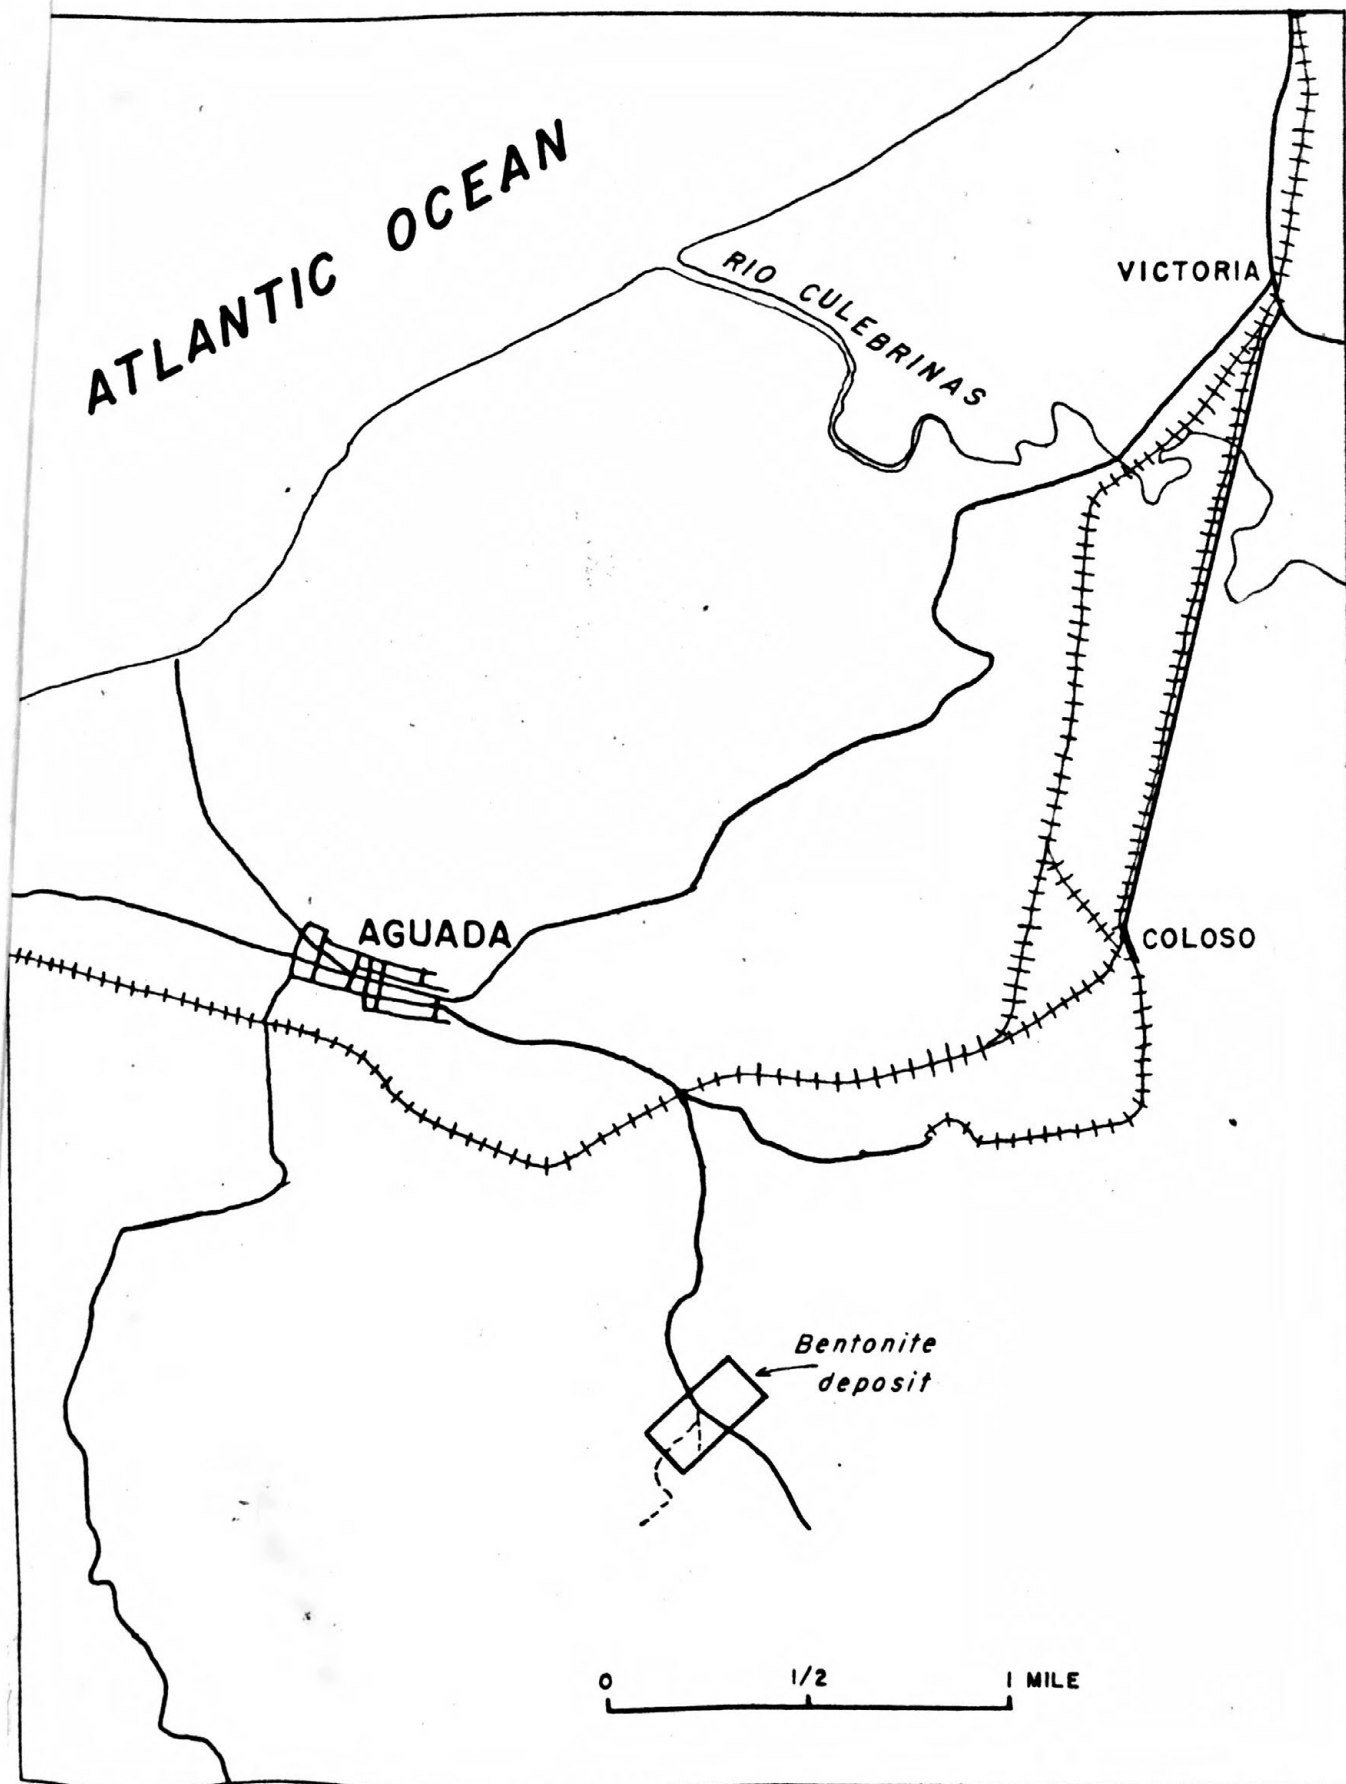 ATLANTIC OCEAN
RIO CULEBRINAS
VICTORIA
AGUADA
COLOSO
Bentonite
deposit
0 1/2 1 MILE